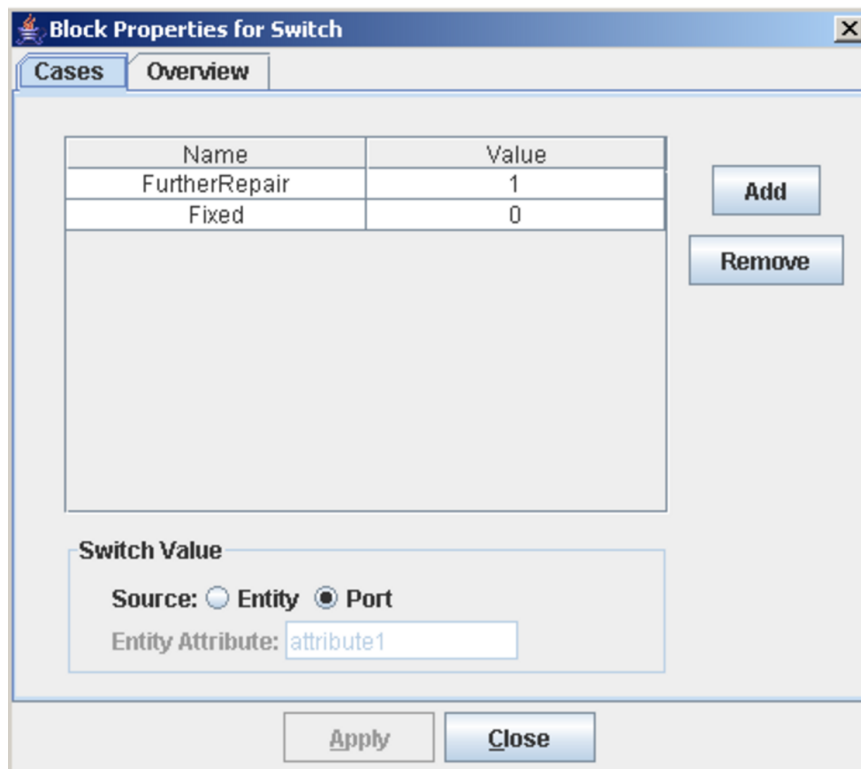 Block Properties for Switch
Cases Overview
Name Value
FurtherRepair 1
Fixed 0
Add
Remove
Switch Value
Source: Entity Port
Entity Attribute: attribute1
Apply Close